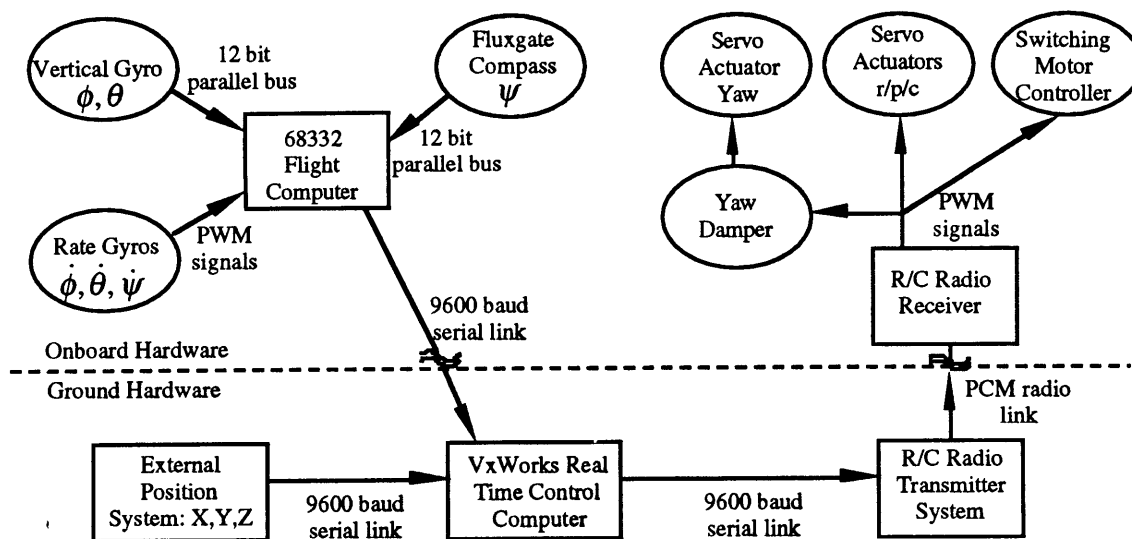 Vertical Gyro
ϕ, θ
12 bit
parallel bus
Fluxgate
Compass
ψ
68332
Flight
Computer
12 bit
parallel bus
Rate Gyros
ϕ̇, θ̇, ψ̇
PWM
signals
9600 baud
serial link
Servo
Actuator
Yaw
Servo
Actuators
r/p/c
Switching
Motor
Controller
Yaw
Damper
PWM
signals
R/C Radio
Receiver
Onboard Hardware
Ground Hardware
PCM radio
link
External
Position
System: X,Y,Z
9600 baud
serial link
VxWorks Real
Time Control
Computer
9600 baud
serial link
R/C Radio
Transmitter
System